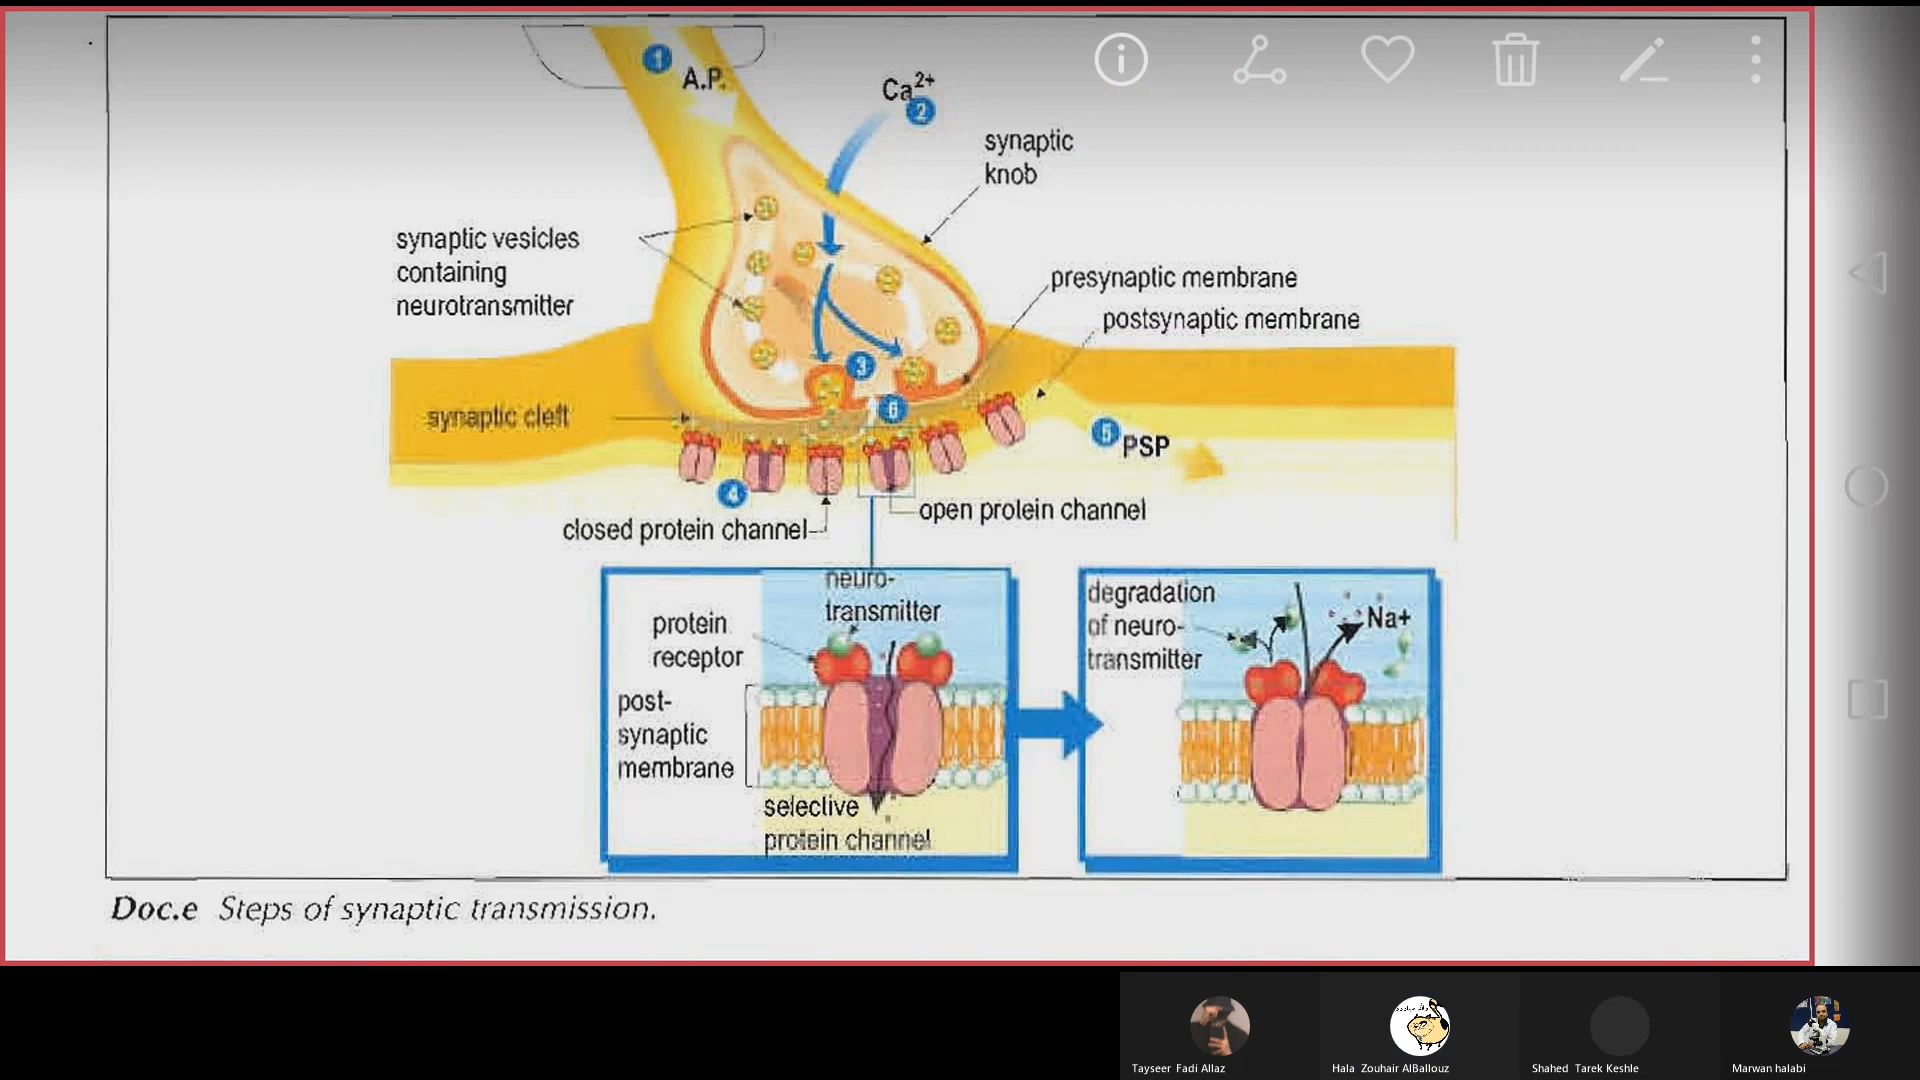 1
A.P.
Ca2+
2
synaptic
knob
synaptic vesicles
containing
neurotransmitter
presynaptic membrane
postsynaptic membrane
3
6
synaptic cleft
5
PSP
4
closed protein channel
open protein channel
neuro-
transmitter
protein
receptor
post-
synaptic
membrane
selective
protein channel
degradation
of neuro-
transmitter
Na+
Doc.e Steps of synaptic transmission.
Tayseer Fadi Allaz
Hala Zouhair AlBallouz
Shahed Tarek Keshle
Marwan halabi